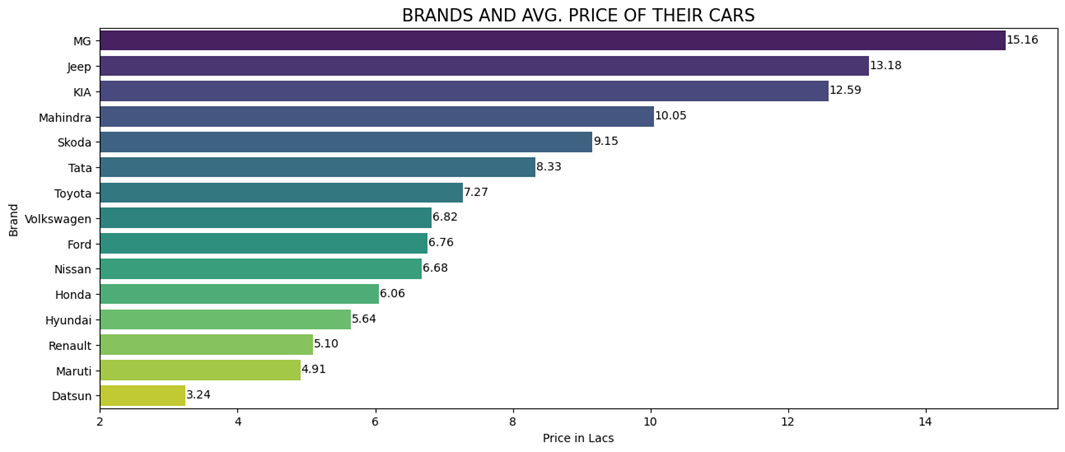 BRANDS AND AVG. PRICE OF THEIR CARS
MG 15.16
Jeep 13.18
KIA 12.59
Mahindra 10.05
Skoda 9.15
Tata 8.33
Toyota 7.27
Volkswagen 6.82
Ford 6.76
Nissan 6.68
Honda 6.06
Hyundai 5.64
Renault 5.10
Maruti 4.91
Datsun 3.24
Brand
2 4 6 8 10 12 14
Price in Lacs